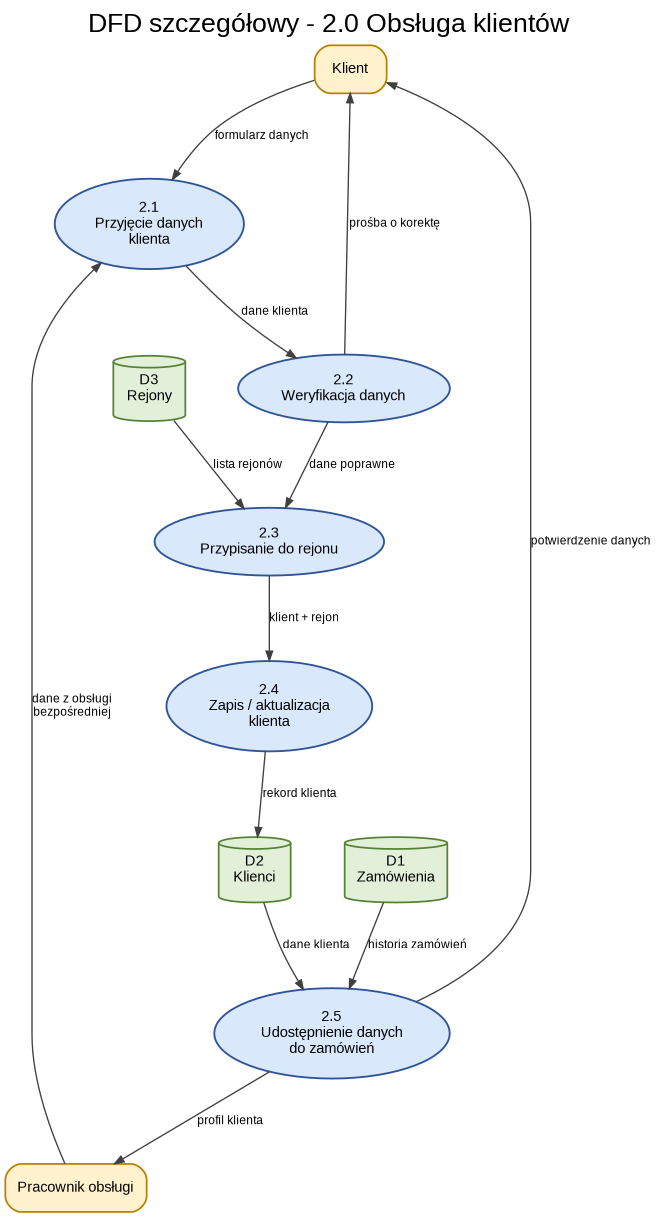 DFD szczegółowy - 2.0 Obsługa klientów
Klient
formularz danych
2.1
Przyjęcie danych
klienta
prośba o korektę
dane klienta
D3
Rejony
2.2
Weryfikacja danych
lista rejonów
dane poprawne
2.3
Przypisanie do rejonu
potwierdzenie danych
klient + rejon
2.4
Zapis / aktualizacja
klienta
dane z obsługi
bezpośredniej
rekord klienta
D2
Klienci
D1
Zamówienia
dane klienta
historia zamówień
2.5
Udostępnienie danych
do zamówień
profil klienta
Pracownik obsługi